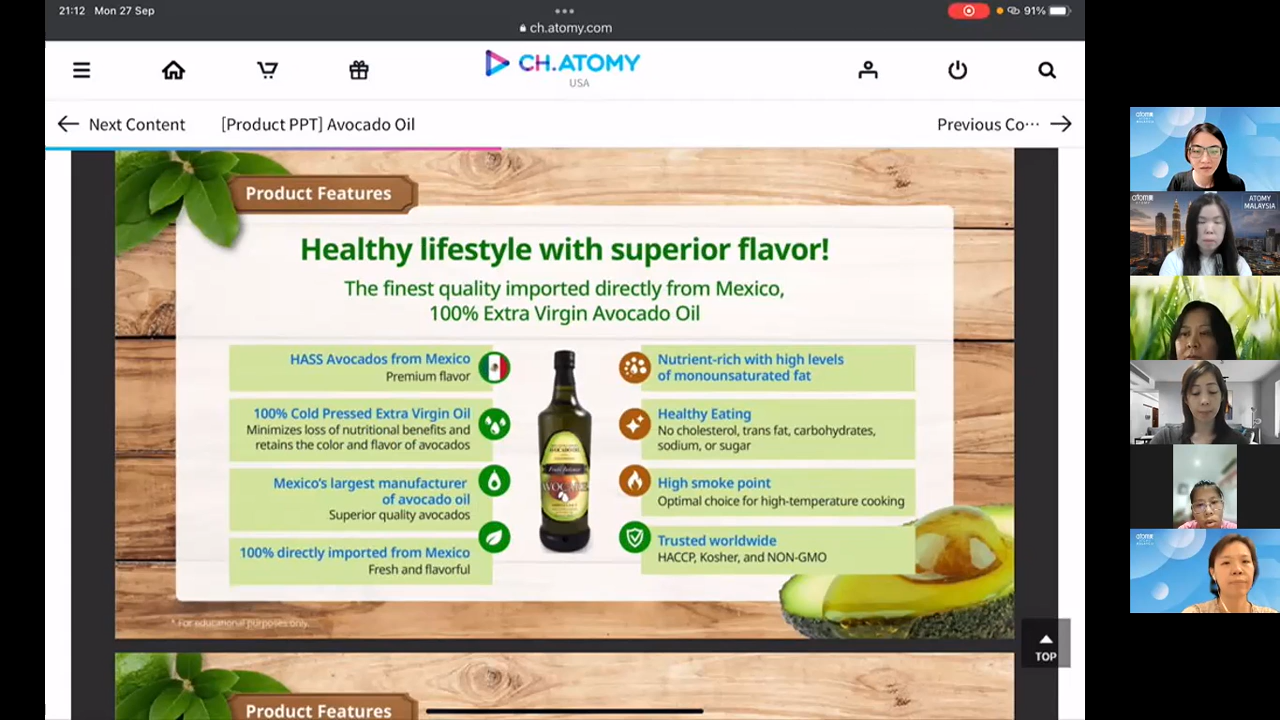 21:12 Mon 27 Sep
91%
ch.atomy.com
CH.ATOMY
USA
Next Content
[Product PPT] Avocado Oil
Previous Co···
Product Features
Healthy lifestyle with superior flavor!
The finest quality imported directly from Mexico,
100% Extra Virgin Avocado Oil
HASS Avocados from Mexico
Premium flavor
100% Cold Pressed Extra Virgin Oil
Minimizes loss of nutritional benefits and
retains the color and flavor of avocados
Mexico's largest manufacturer
of avocado oil
Superior quality avocados
100% directly imported from Mexico
Fresh and flavorful
Nutrient-rich with high levels
of monounsaturated fat
Healthy Eating
No cholesterol, trans fat, carbohydrates,
sodium, or sugar
High smoke point
Optimal choice for high-temperature cooking
Trusted worldwide
HACCP, Kosher, and NON-GMO
* For educational purposes only.
TOP
Product Features
ATOMY
MALAYSIA